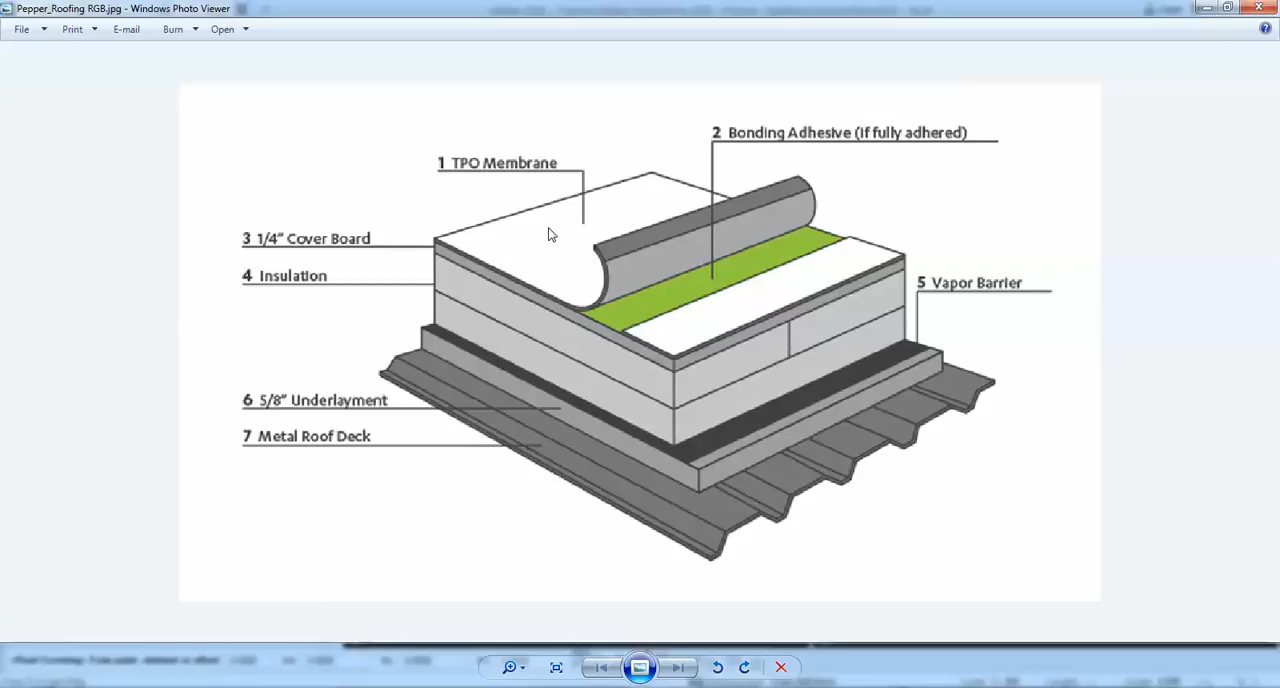 Pepper_Roofing RGB.jpg - Windows Photo Viewer
File Print E-mail Burn Open
2 Bonding Adhesive (If fully adhered)
1 TPO Membrane
3 1/4" Cover Board
4 Insulation
5 Vapor Barrier
6 5/8" Underlayment
7 Metal Roof Deck